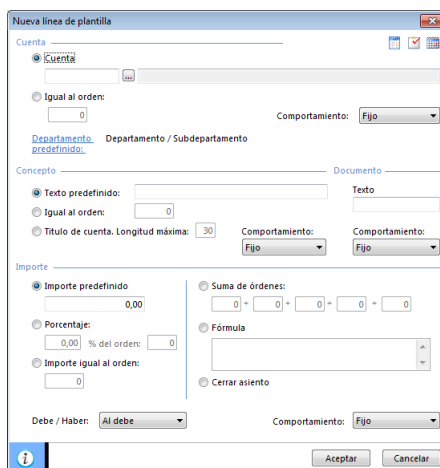 Nueva línea de plantilla
Cuenta
Cuenta
...
Igual al orden:
0
Comportamiento: Fijo
Departamento Departamento / Subdepartamento
predefinido:
Concepto Documento
Texto predefinido: Texto
Igual al orden: 0
Titulo de cuenta. Longitud máxima: 30 Comportamiento: Comportamiento:
Fijo Fijo
Importe
Importe predefinido Suma de órdenes:
0,00 0 + 0 + 0 + 0 + 0
Porcentaje: Fórmula
0,00 % del orden: 0
Importe igual al orden:
0 Cerrar asiento
Debe / Haber: Al debe Comportamiento: Fijo
i Aceptar Cancelar